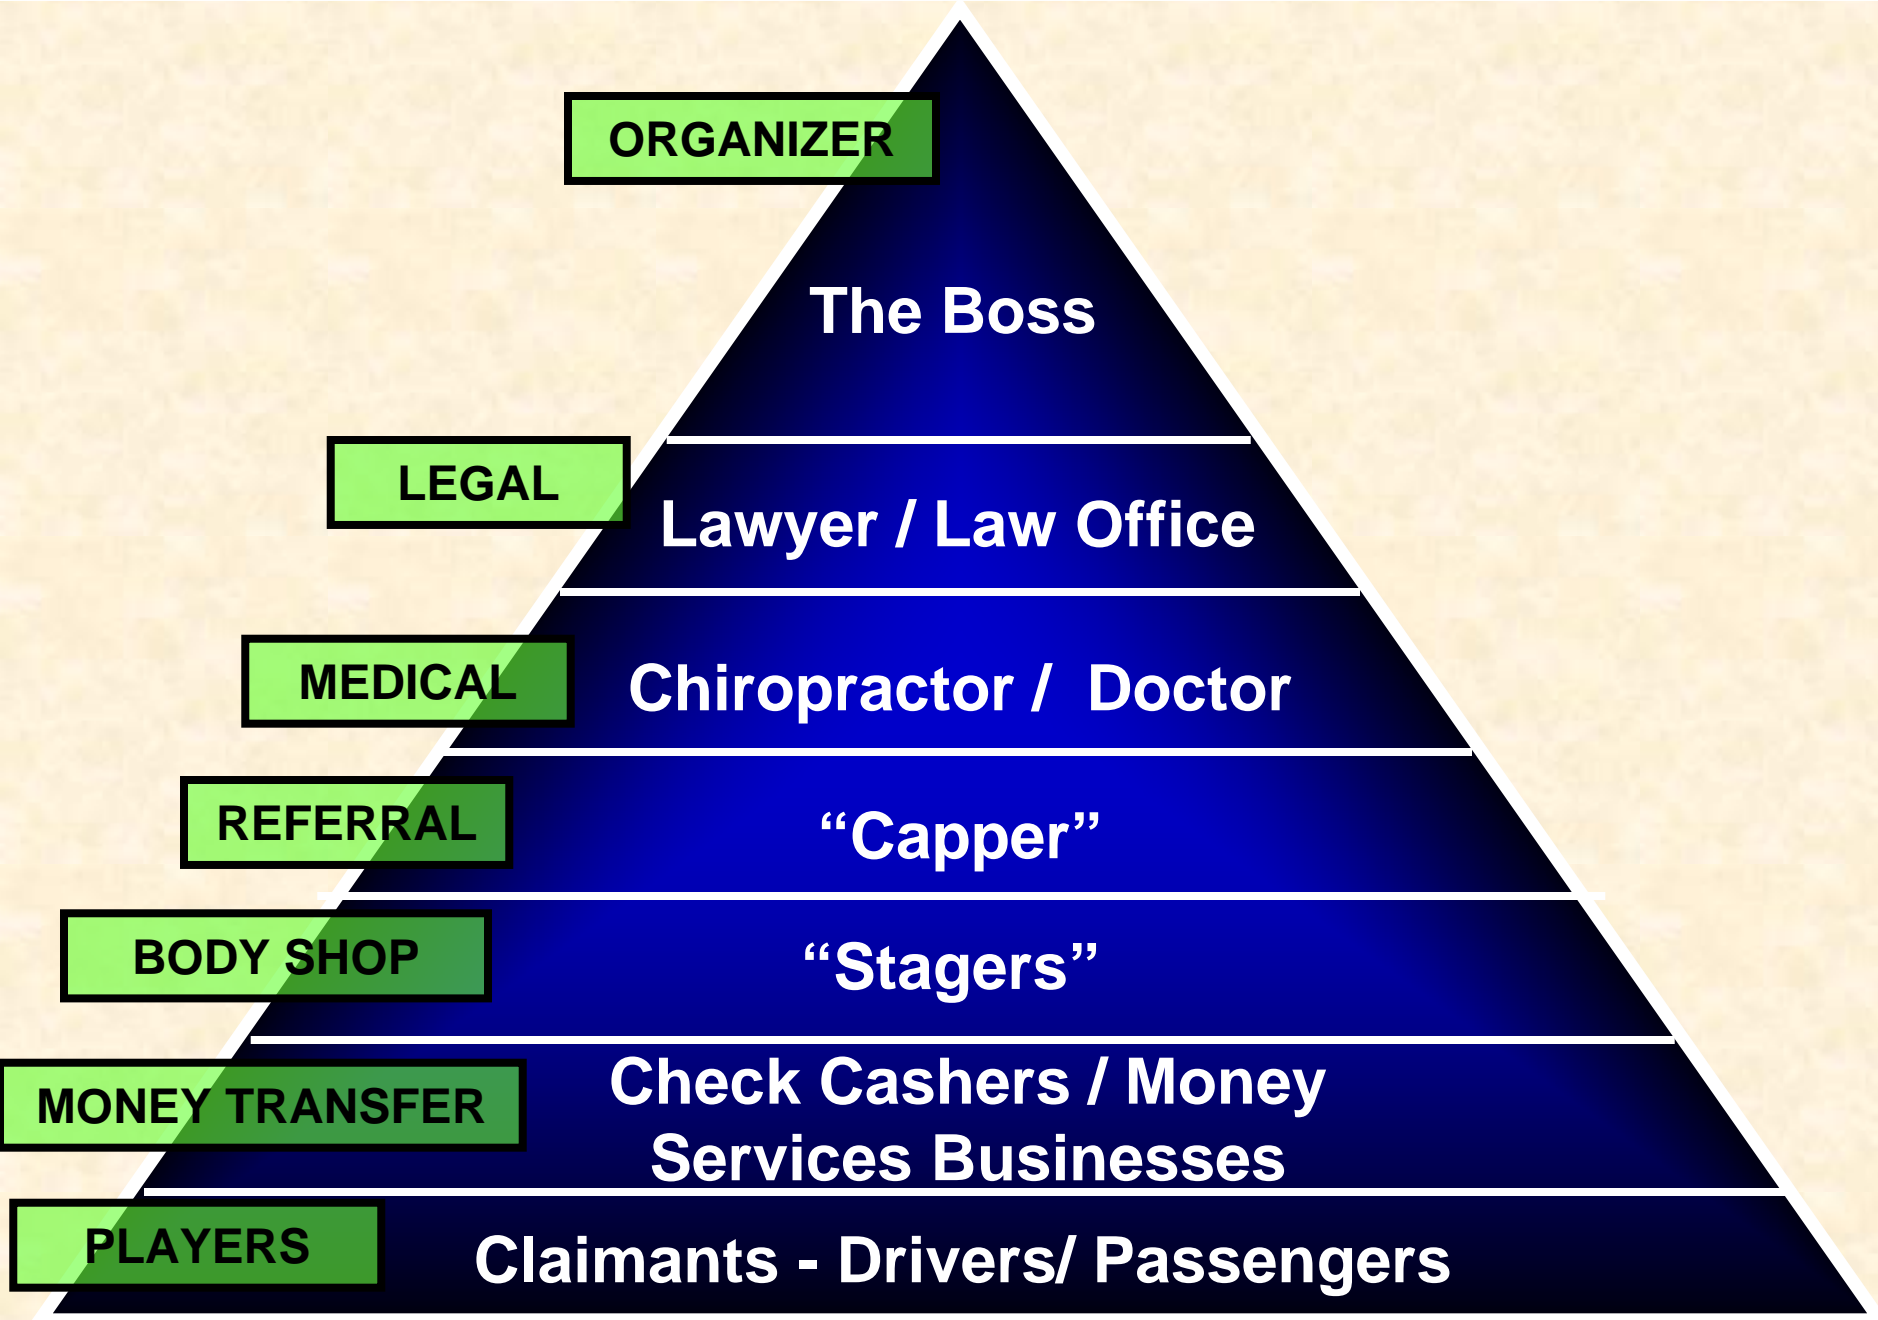 ORGANIZER
The Boss
LEGAL
Lawyer / Law Office
MEDICAL
Chiropractor / Doctor
REFERRAL
“Capper”
BODY SHOP
“Stagers”
MONEY TRANSFER
Check Cashers / Money
Services Businesses
PLAYERS
Claimants - Drivers/ Passengers